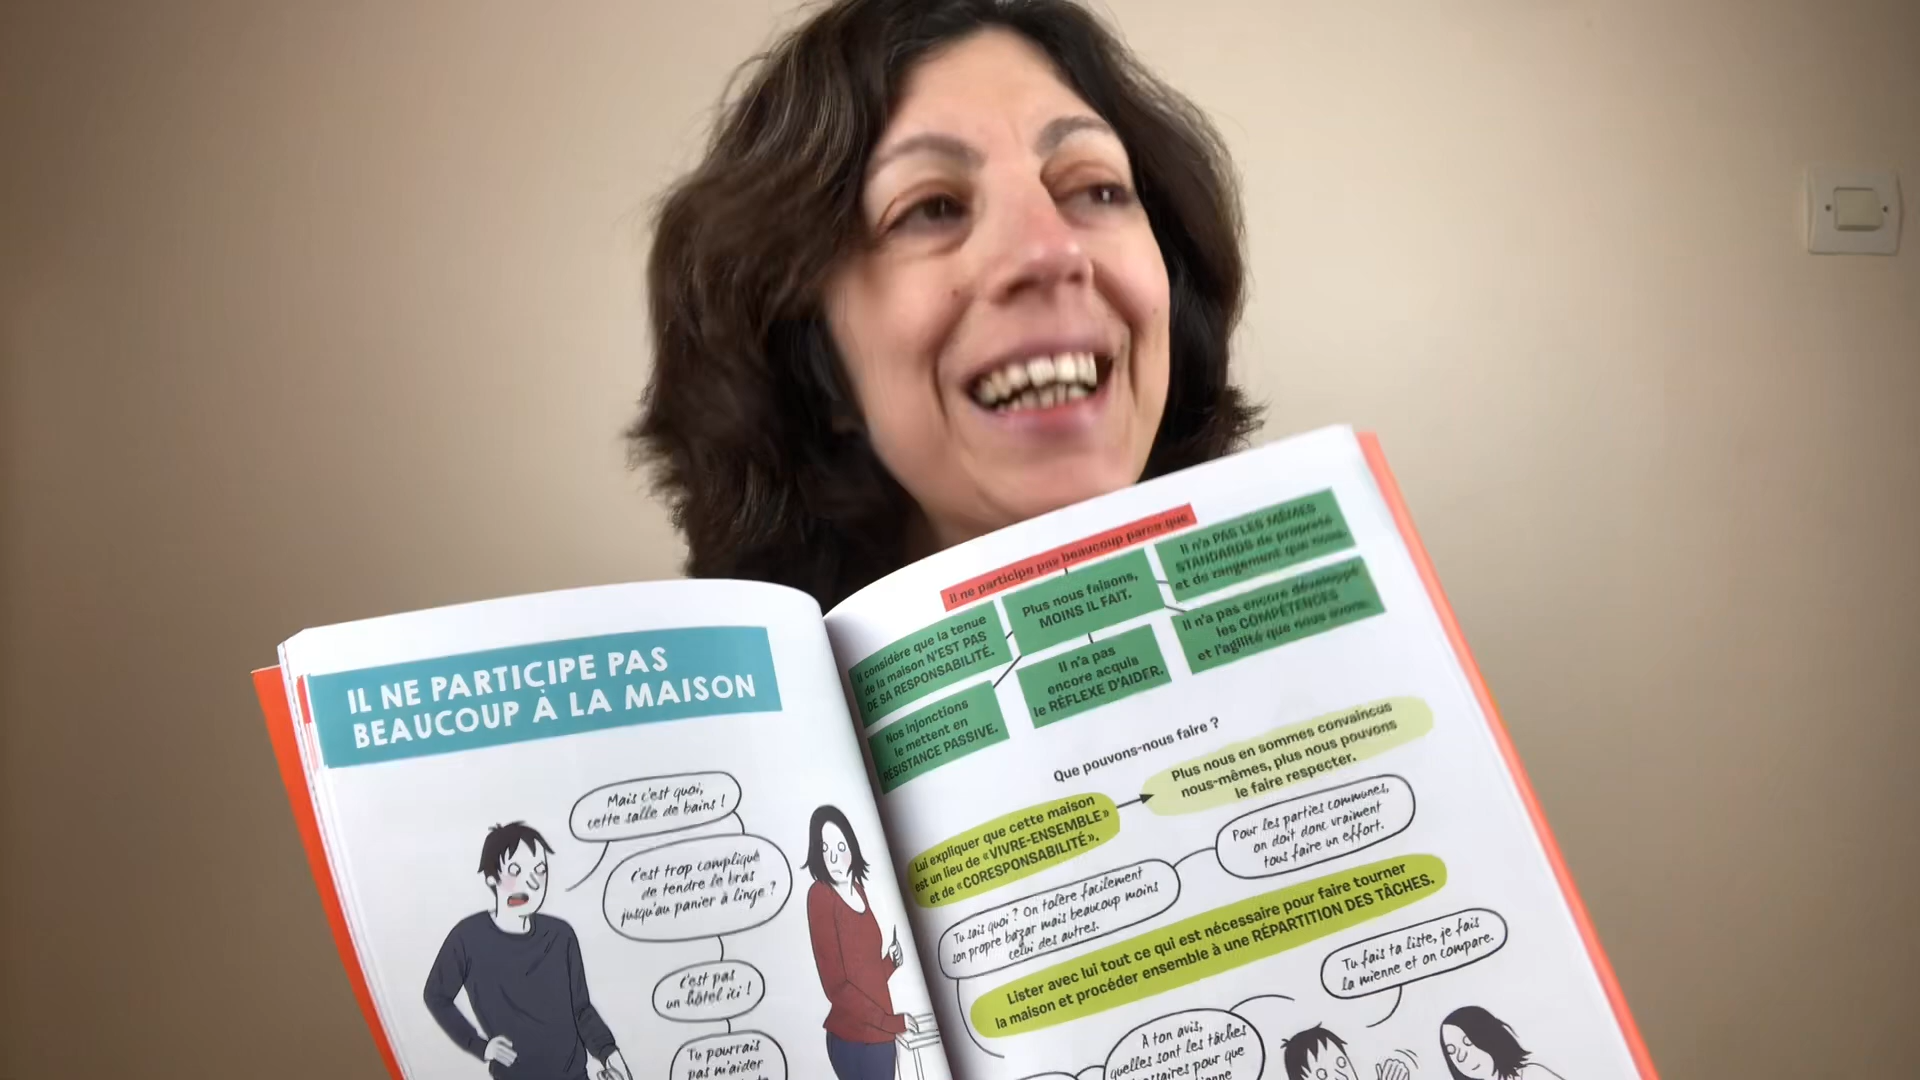 IL NE PARTICIPE PAS
BEAUCOUP À LA MAISON
Mais c'est quoi,
cette salle de bains !
C'est trop compliqué
de tendre le bras
jusqu'au panier à linge ?
C'est pas
un hôtel ici !
Tu pourrais
pas m'aider
Il ne participe pas beaucoup parce que
Il considère que la tenue
de la maison N'EST PAS
DE SA RESPONSABILITÉ.
Plus nous faisons,
MOINS IL FAIT.
Il n'a PAS LES MÊMES
STANDARDS de propreté
et de rangement que nous.
Nos injonctions
le mettent en
RÉSISTANCE PASSIVE.
Il n'a pas
encore acquis
le RÉFLEXE D'AIDER.
Il n'a pas encore développé
les COMPÉTENCES
et l'agilité que nous avons.
Que pouvons-nous faire ?
Lui expliquer que cette maison
est un lieu de «VIVRE-ENSEMBLE»
et de «CORESPONSABILITÉ».
Plus nous en sommes convaincus
nous-mêmes, plus nous pouvons
le faire respecter.
Pour les parties communes,
on doit donc vraiment
tous faire un effort.
Tu sais quoi ? On tolère facilement
son propre bazar mais beaucoup moins
celui des autres.
Lister avec lui tout ce qui est nécessaire pour faire tourner
la maison et procéder ensemble à une RÉPARTITION DES TÂCHES.
Tu fais ta liste, je fais
la mienne et on compare.
À ton avis,
quelles sont les tâches
pour que